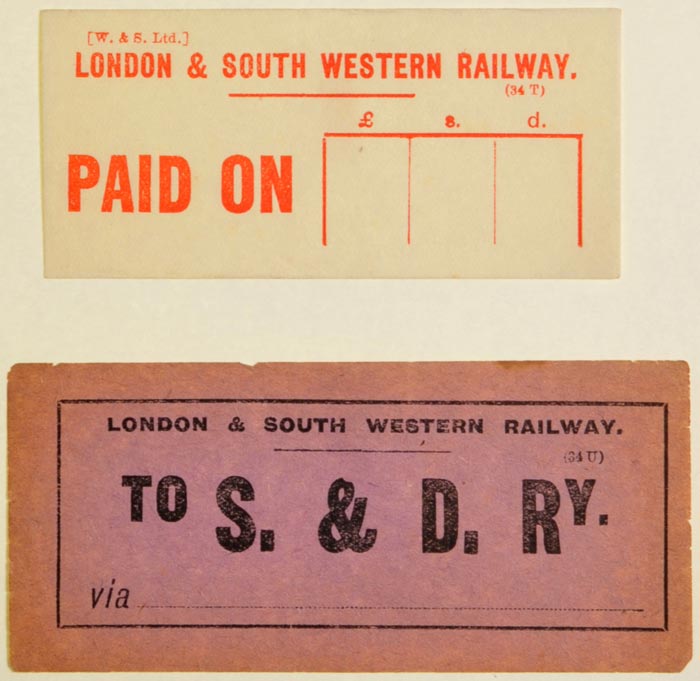 [W. & S. Ltd.]
LONDON & SOUTH WESTERN RAILWAY.
(34 T)
£ s. d.
PAID ON
LONDON & SOUTH WESTERN RAILWAY.
(34 U)
TO S. & D. RY.
via